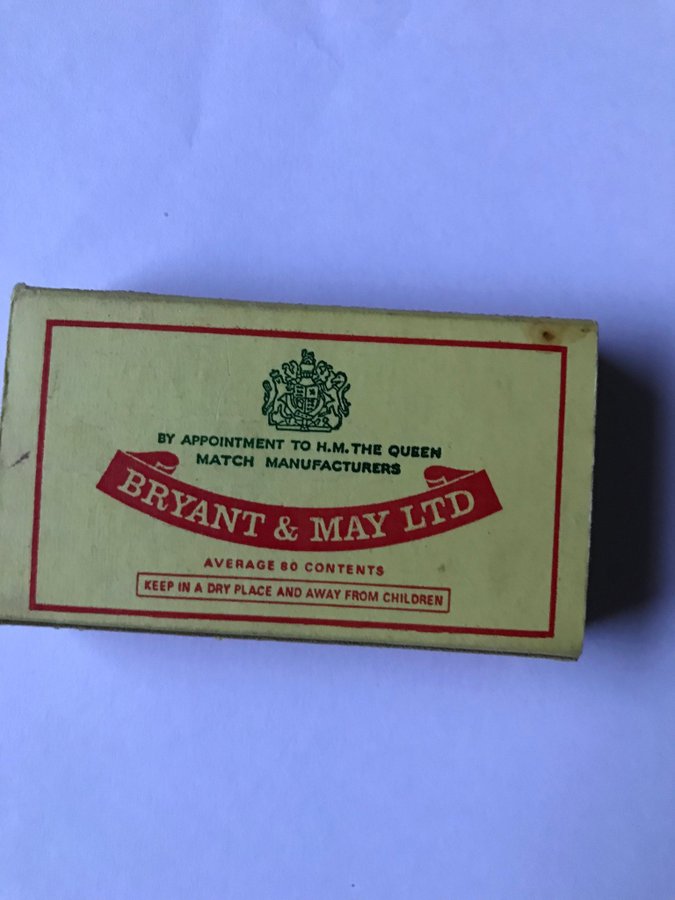 BY APPOINTMENT TO H.M. THE QUEEN
MATCH MANUFACTURERS
BRYANT & MAY LTD
AVERAGE 80 CONTENTS
KEEP IN A DRY PLACE AND AWAY FROM CHILDREN